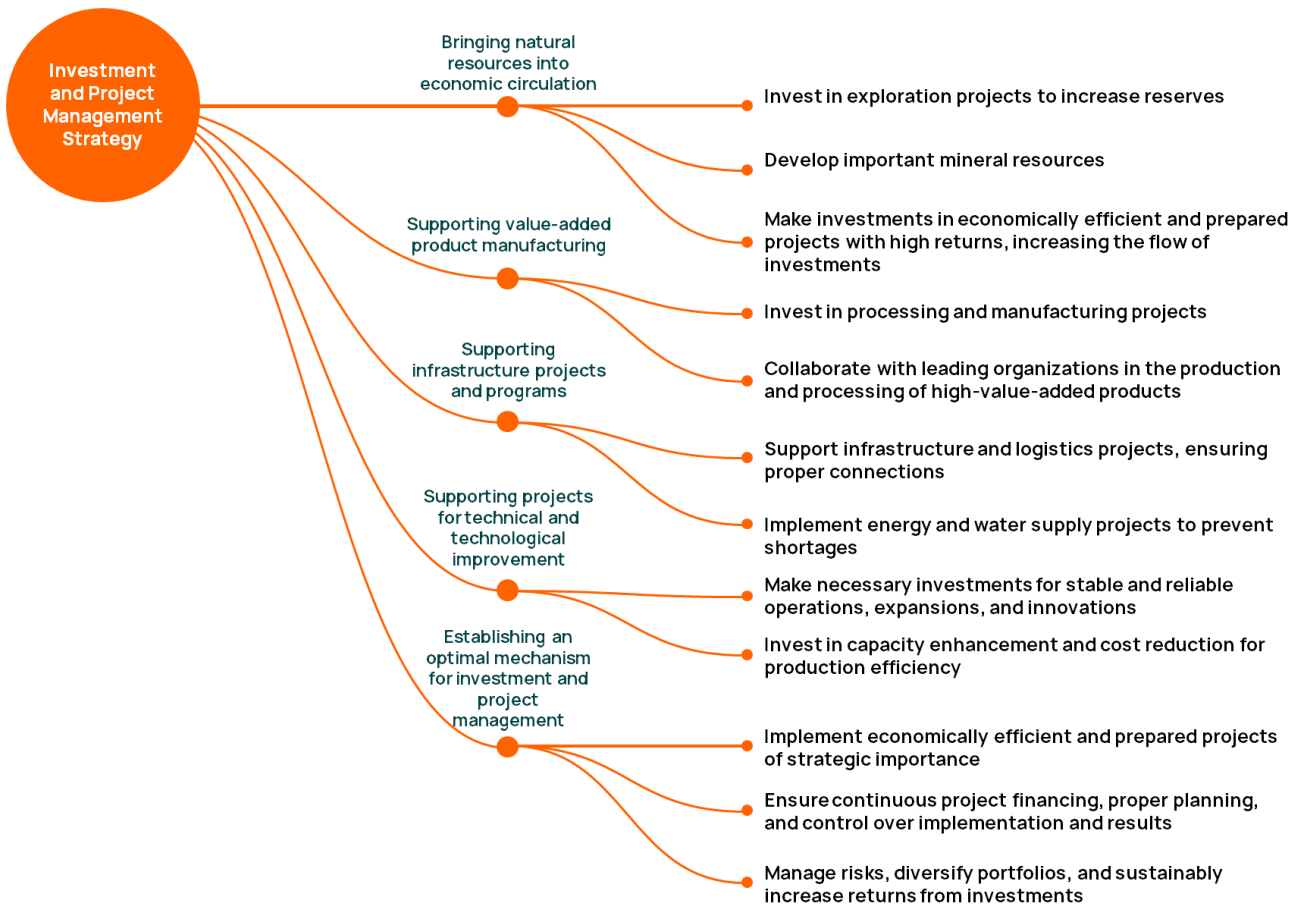 Investment
and Project
Management
Strategy
Bringing natural
resources into
economic circulation
Invest in exploration projects to increase reserves
Develop important mineral resources
Make investments in economically efficient and prepared
projects with high returns, increasing the flow of
investments
Supporting value-added
product manufacturing
Invest in processing and manufacturing projects
Collaborate with leading organizations in the production
and processing of high-value-added products
Supporting
infrastructure projects
and programs
Support infrastructure and logistics projects, ensuring
proper connections
Implement energy and water supply projects to prevent
shortages
Supporting projects
for technical and
technological
improvement
Make necessary investments for stable and reliable
operations, expansions, and innovations
Invest in capacity enhancement and cost reduction for
production efficiency
Establishing an
optimal mechanism
for investment and
project
management
Implement economically efficient and prepared projects
of strategic importance
Ensure continuous project financing, proper planning,
and control over implementation and results
Manage risks, diversify portfolios, and sustainably
increase returns from investments